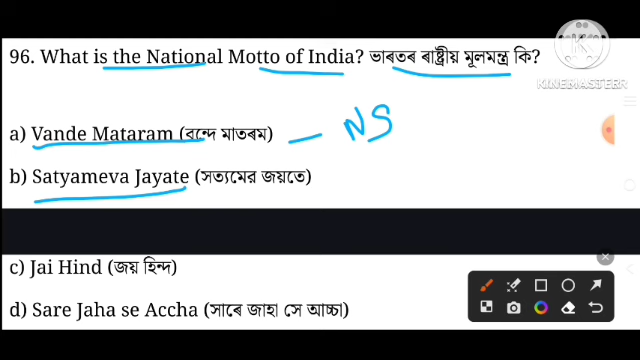 96. What is the National Motto of India? ভাৰতৰ ৰাষ্ট্ৰীয় মূলমন্ত্ৰ কি?
KINEMASTER
a) Vande Mataram (বন্দে মাতৰম) — NS
b) Satyameva Jayate (সত্যমের জয়তে)
c) Jai Hind (জয় হিন্দ)
d) Sare Jaha se Accha (সাৰে জাহা সে আচ্চা)